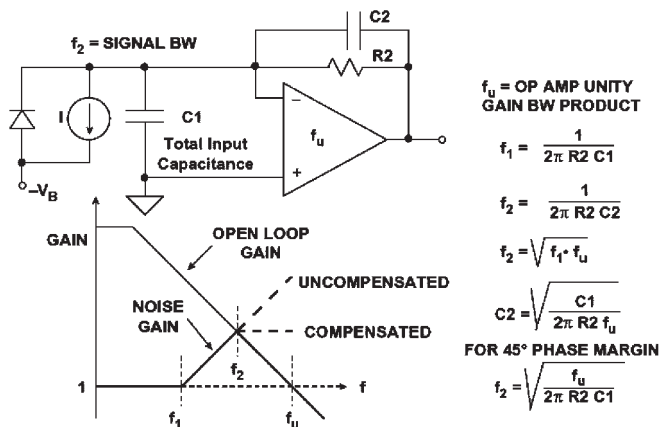 C2
f2 = SIGNAL BW
R2
I
C1
–
fu
+
Total Input
Capacitance
–VB
GAIN
OPEN LOOP
GAIN
UNCOMPENSATED
NOISE
GAIN
COMPENSATED
f2
1
f
f1
fu
fu = OP AMP UNITY
GAIN BW PRODUCT
f1 = 1 / 2π R2 C1
f2 = 1 / 2π R2 C2
f2 = √ f1 • fu
C2 = √ C1 / 2π R2 fu
FOR 45° PHASE MARGIN
f2 = √ fu / 2π R2 C1